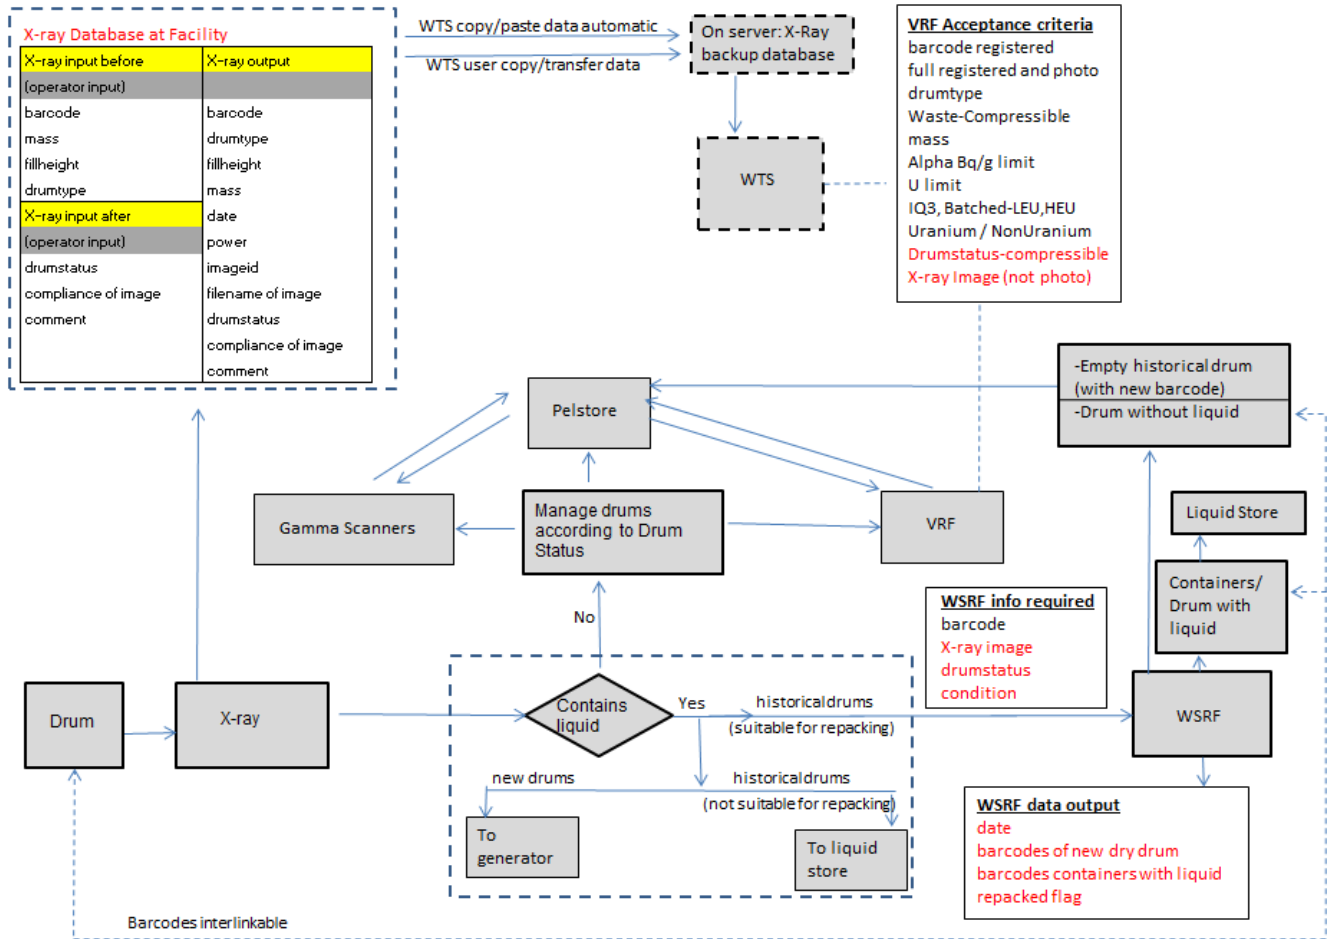 X-ray Database at Facility
X-ray input before
X-ray output
(operator input)
barcode
barcode
mass
drumtype
fillheight
fillheight
drumtype
mass
X-ray input after
date
(operator input)
power
drumstatus
imageid
compliance of image
filename of image
comment
drumstatus
compliance of image
comment
WTS copy/paste data automatic
WTS user copy/transfer data
On server: X-Ray
backup database
WTS
VRF Acceptance criteria
barcode registered
full registered and photo
drumtype
Waste-Compressible
mass
Alpha Bq/g limit
U limit
IQ3, Batched-LEU,HEU
Uranium / NonUranium
Drumstatus-compressible
X-ray Image (not photo)
-Empty historical drum
(with new barcode)
-Drum without liquid
Pelstore
Gamma Scanners
Manage drums
according to Drum
Status
VRF
Liquid Store
Containers/
Drum with
liquid
No
WSRF info required
barcode
X-ray image
drumstatus
condition
Drum
X-ray
Contains
liquid
Yes
historical drums
(suitable for repacking)
WSRF
new drums
historical drums
(not suitable for repacking)
To
generator
To liquid
store
WSRF data output
date
barcodes of new dry drum
barcodes containers with liquid
repacked flag
Barcodes interlinkable